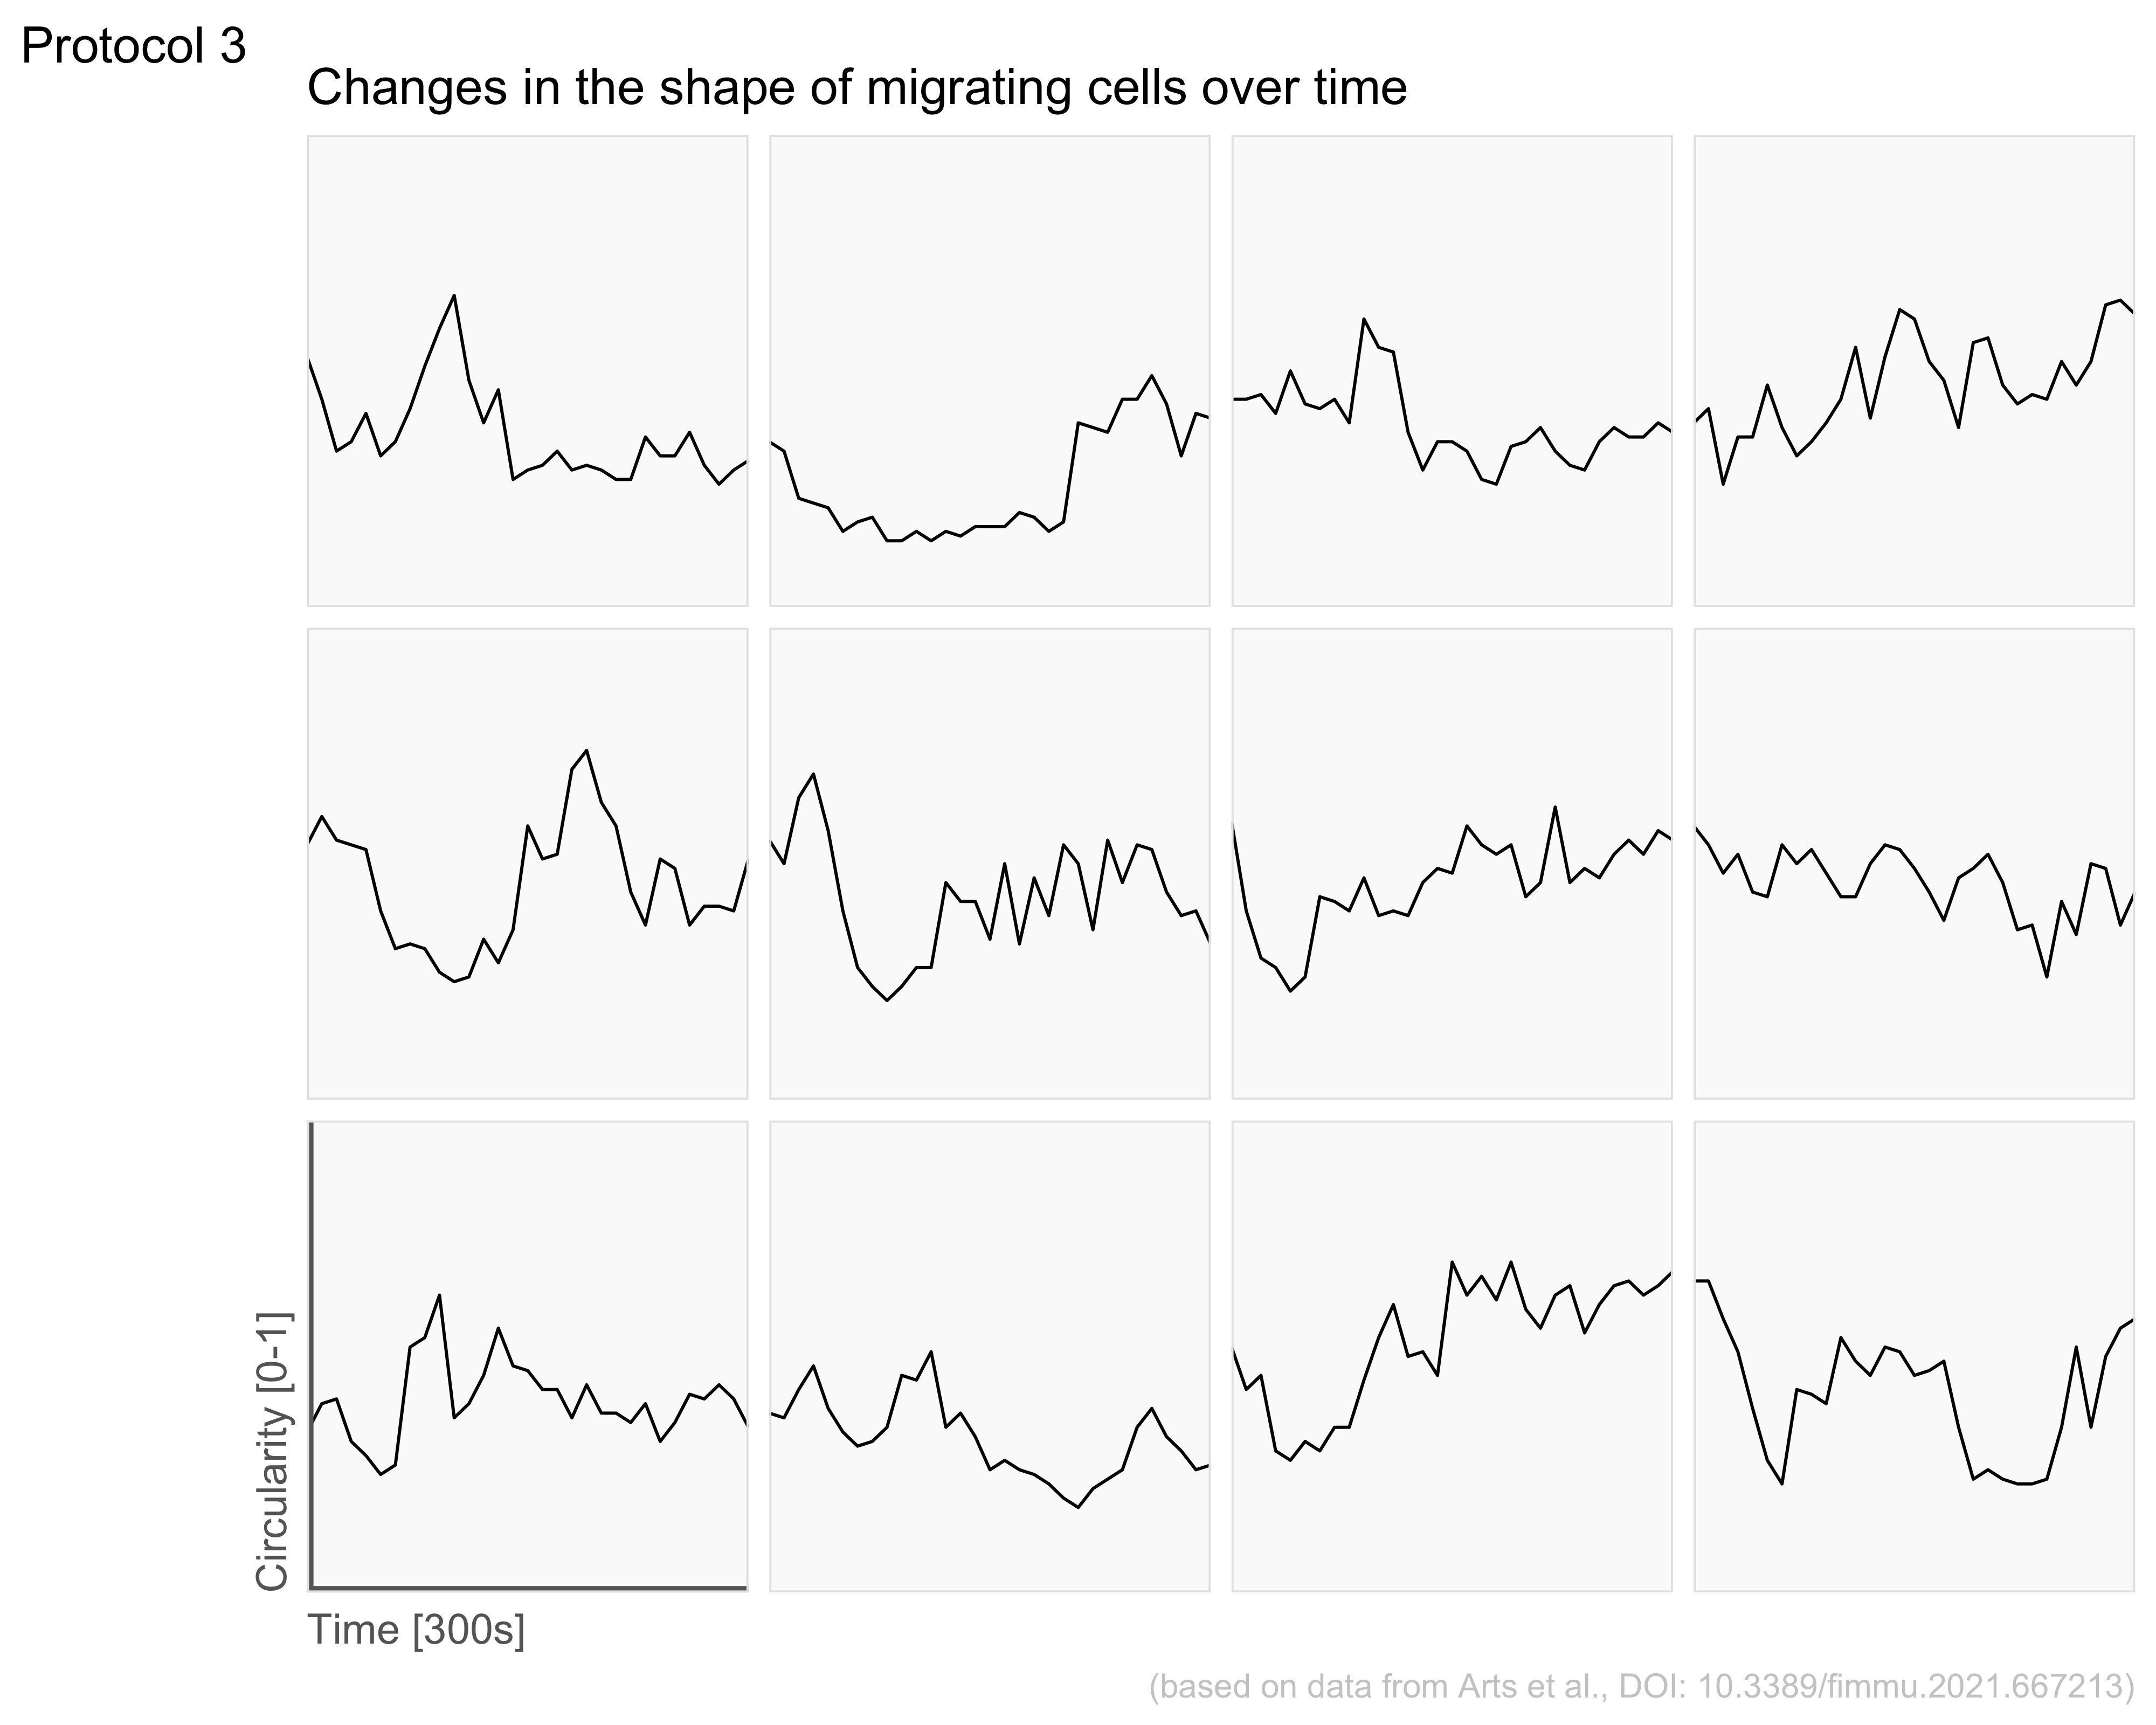 Protocol 3
Changes in the shape of migrating cells over time
Circularity [0-1]
Time [300s]
(based on data from Arts et al., DOI: 10.3389/fimmu.2021.667213)